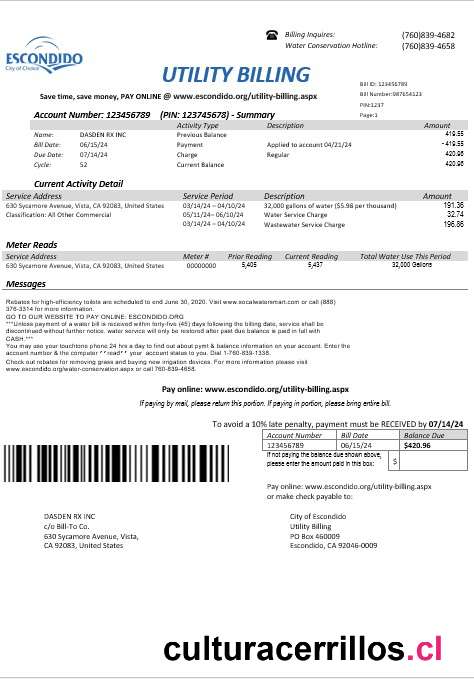 Billing Inquires: (760)839-4682
Water Conservation Hotline: (760)839-4658
ESCONDIDO
City of Choice
UTILITY BILLING
Save time, save money, PAY ONLINE @ www.escondido.org/utility-billing.aspx
Bill ID: 123456789
Bill Number:987654123
PIN:1237
Page:1
Account Number: 123456789 (PIN: 123745678) - Summary
Activity Type Description Amount
Name: DASDEN RX INC Previous Balance 419.55
Bill Date: 06/15/24 Payment Applied to account 04/21/24 - 419.55
Due Date: 07/14/24 Charge Regular 420.96
Cycle: 52 Current Balance 420.96
Current Activity Detail
Service Address Service Period Description Amount
630 Sycamore Avenue, Vista, CA 92083, United States 03/14/24 – 04/10/24 32,000 gallons of water ($5.98 per thousand) 191.36
Classification: All Other Commercial 05/11/24– 06/10/24 Water Service Charge 32.74
03/14/24 – 04/10/24 Wastewater Service Charge 196.86
Meter Reads
Service Address Meter # Prior Reading Current Reading Total Water Use This Period
630 Sycamore Avenue, Vista, CA 92083, United States 00000000 5,405 5,437 32,000 Gallons
Messages
Rebates for high-efficiency toilets are scheduled to end June 30, 2020. Visit www.socalwatersmart.com or call (888)
376-3314 for more information.
GO TO OUR WEBSITE TO PAY ONLINE: ESCONDIDO.ORG
***Unless payment of a water bill is received within forty-five (45) days following the billing date, service shall be
discontinued without further notice. water service will only be restored after past due balance is paid in full with
CASH.***
You may use your touchtone phone 24 hrs a day to find out about pymt & balance information on your account. Enter the
account number & the computer **read** your account status to you. Dial 1-760-839-1338.
Check out rebates for removing grass and buying new irrigation devices. For more information please visit
www.escondido.org/water-conservation.aspx or call 760-839-4658.
Pay online: www.escondido.org/utility-billing.aspx
If paying by mail, please return this portion. If paying in portion, please bring entire bill.
To avoid a 10% late penalty, payment must be RECEIVED by 07/14/24
Account Number Bill Date Balance Due
123456789 06/15/24 $420.96
If not paying the balance due shown above,
please enter the amount paid in this box: $
Pay online: www.escondido.org/utility-billing.aspx
or make check payable to:
DASDEN RX INC
c/o Bill-To Co.
630 Sycamore Avenue, Vista,
CA 92083, United States
City of Escondido
Utility Billing
PO Box 460009
Escondido, CA 92046-0009
culturacerrillos.cl